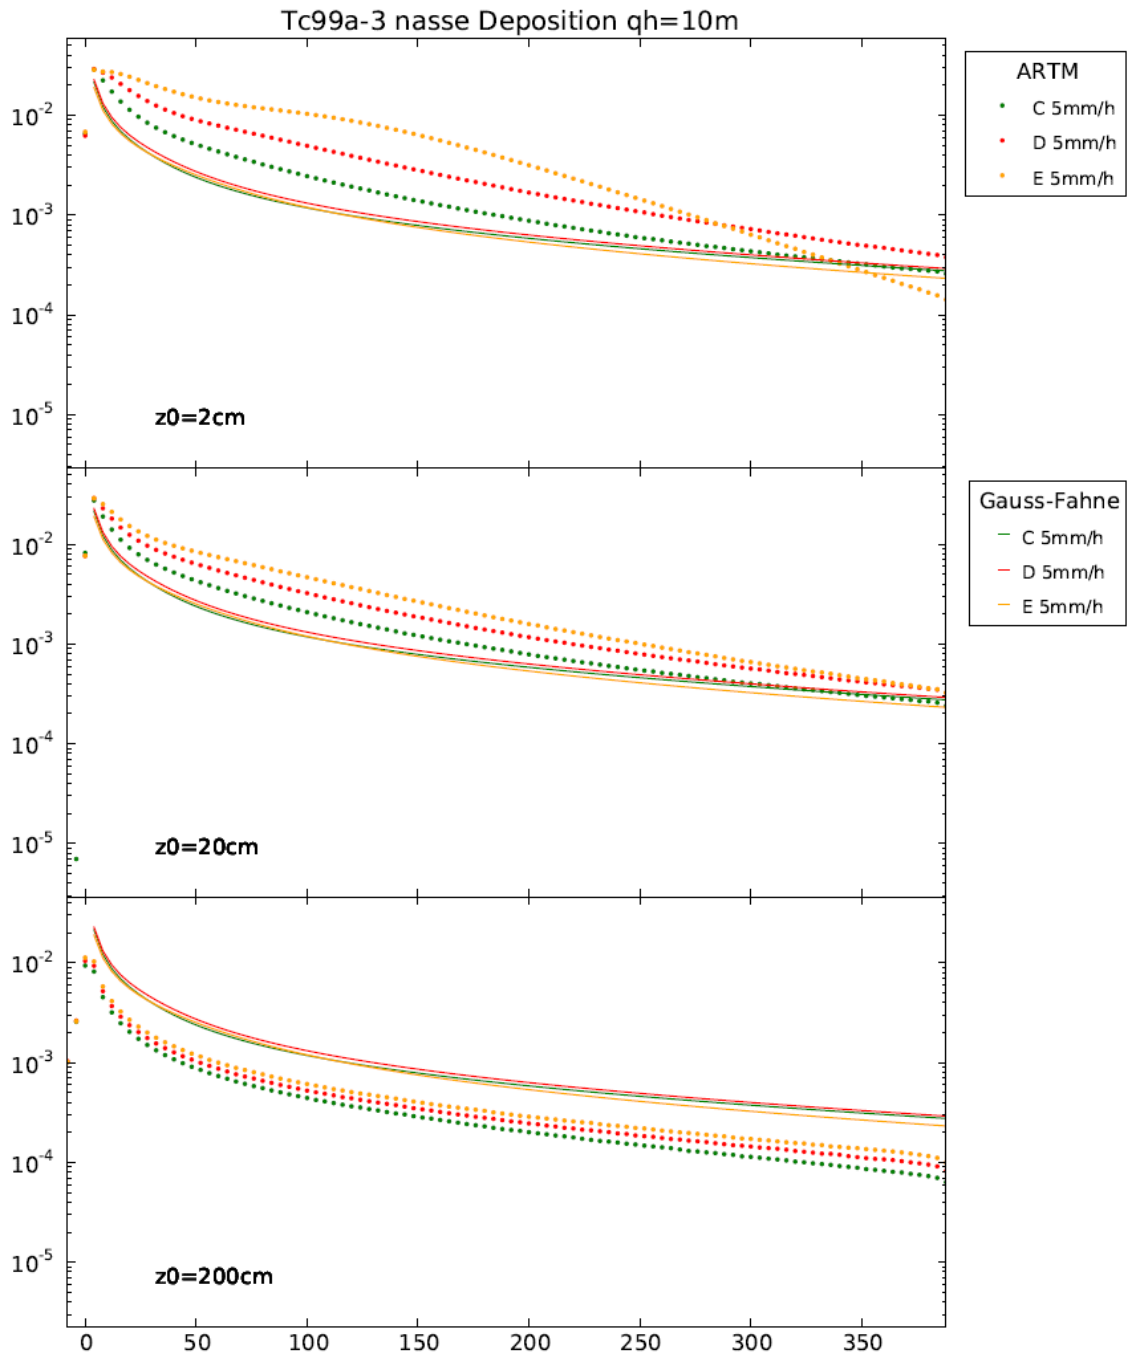 Tc99a-3 nasse Deposition qh=10m
10^-2
10^-3
10^-4
10^-5
z0=2cm
ARTM
C 5mm/h
D 5mm/h
E 5mm/h
10^-2
10^-3
10^-4
10^-5
z0=20cm
Gauss-Fahne
C 5mm/h
D 5mm/h
E 5mm/h
10^-2
10^-3
10^-4
10^-5
z0=200cm
0 50 100 150 200 250 300 350